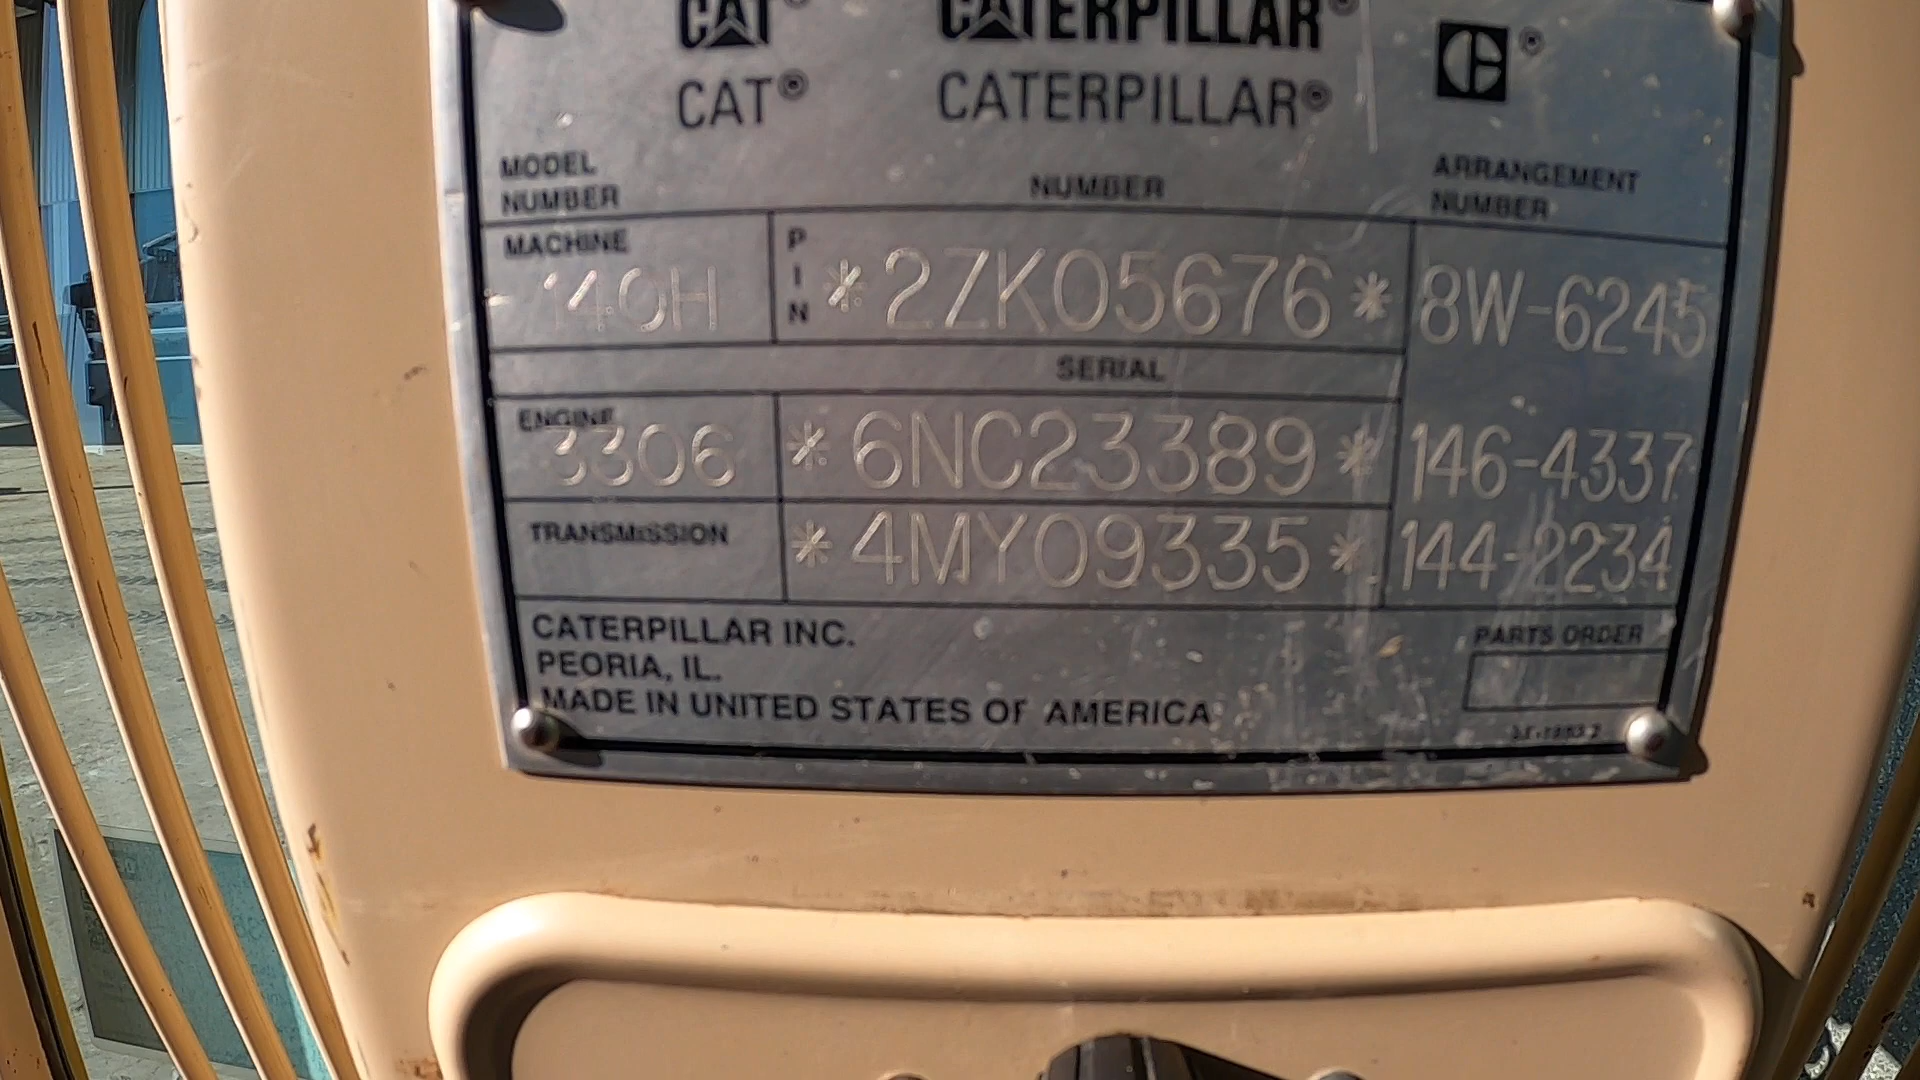 CAT® CATERPILLAR®
CAT® CATERPILLAR® ®
MODEL NUMBER NUMBER ARRANGEMENT NUMBER
MACHINE 140H PIN *2ZK05676* 8W-6245
SERIAL
ENGINE 3306 *6NC23389* 146-4337
TRANSMISSION *4MY09335* 144-2234
CATERPILLAR INC.
PEORIA, IL.
MADE IN UNITED STATES OF AMERICA
PARTS ORDER